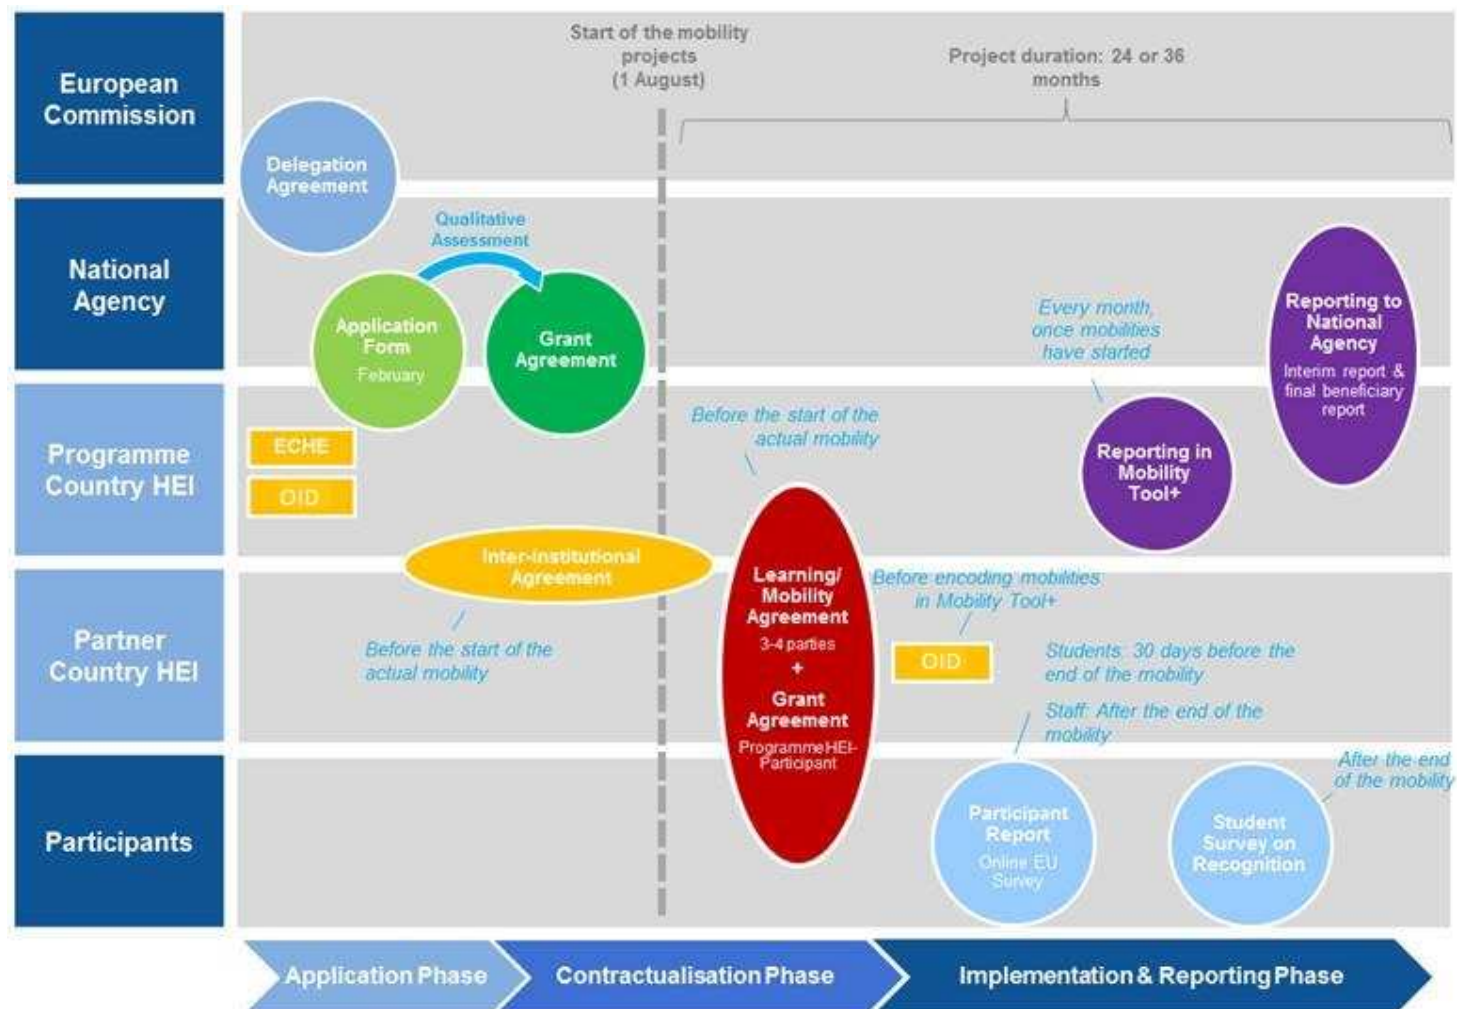 European
Commission
Start of the mobility
projects
(1 August)
Project duration: 24 or 36
months
Delegation
Agreement
National
Agency
Qualitative
Assessment
Application
Form
February
Grant
Agreement
Every month,
once mobilities
have started
Reporting to
National
Agency
Interim report &
final beneficiary
report
Programme
Country HEI
ECHE
OID
Before the start of the
actual mobility
Reporting in
Mobility
Tool+
Inter-institutional
Agreement
Partner
Country HEI
Before the start of the
actual mobility
Learning/
Mobility
Agreement
3-4 parties
+
Grant
Agreement
ProgrammeHEI-
Participant
Before encoding mobilities
in Mobility Tool+
OID
Students: 30 days before the
end of the mobility
Staff: After the end of the
mobility
Participants
Participant
Report
Online EU
Survey
Student
Survey on
Recognition
After the end
of the mobility
Application Phase
Contractualisation Phase
Implementation & Reporting Phase